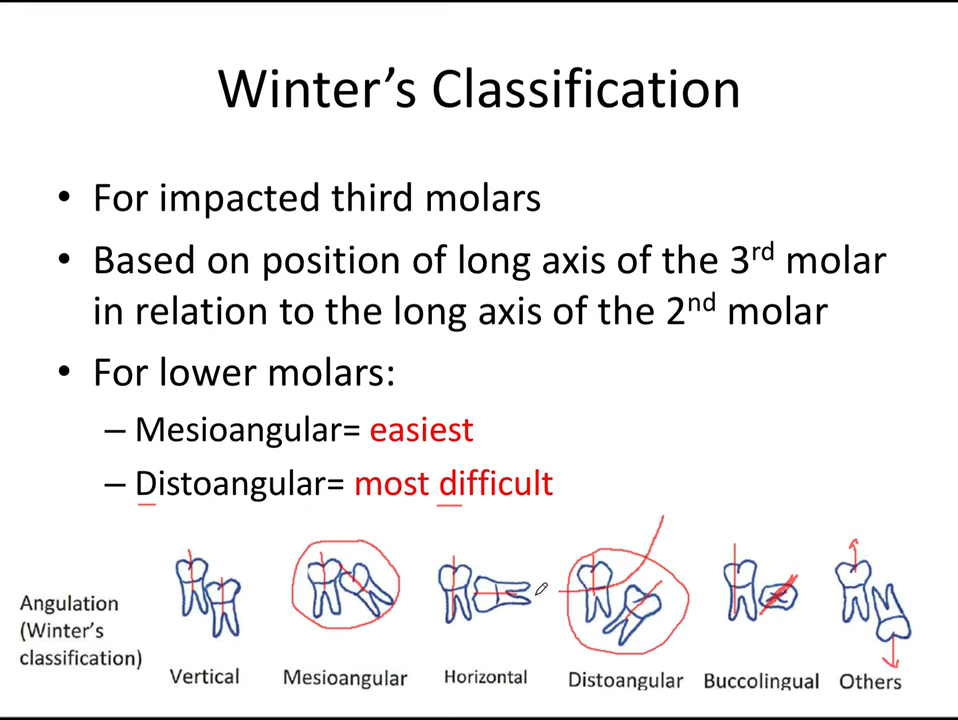 Winter’s Classification
• For impacted third molars
• Based on position of long axis of the 3rd molar
in relation to the long axis of the 2nd molar
• For lower molars:
– Mesioangular= easiest
– Distoangular= most difficult
Angulation
(Winter’s
classification)
Vertical
Mesioangular
Horizontal
Distoangular
Buccolingual
Others